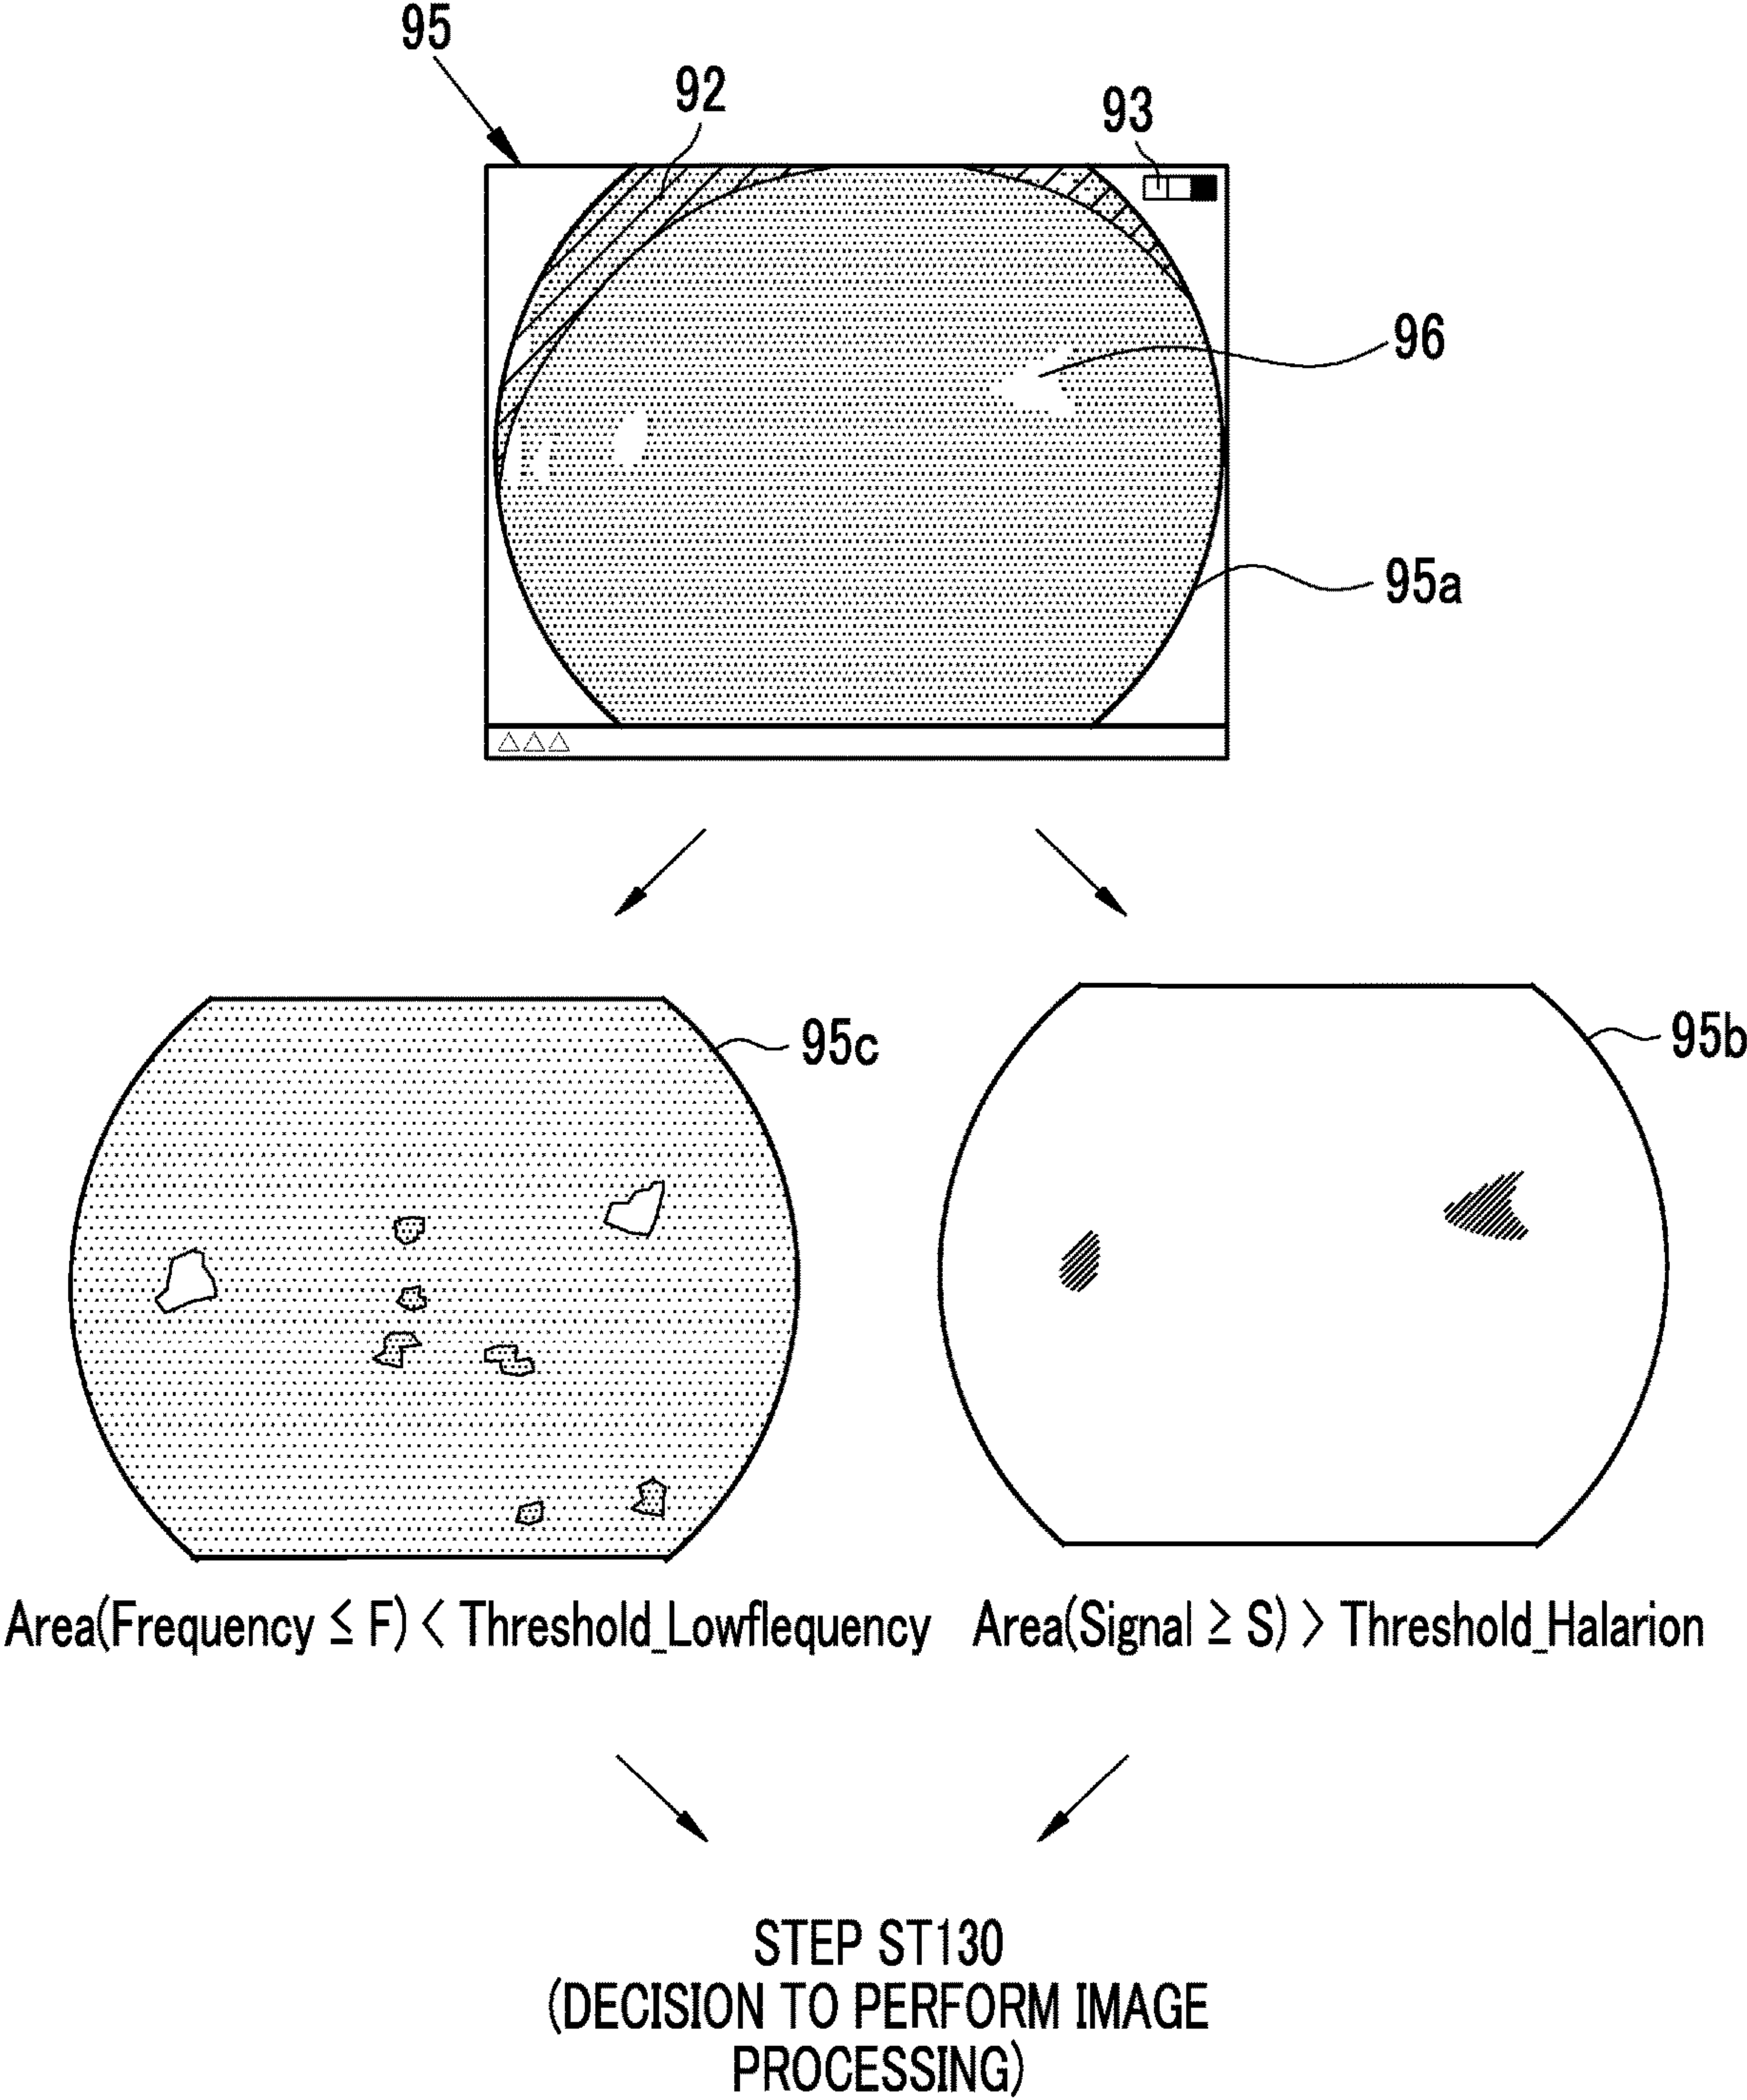 95
92
93
96
95a
△△△
95c
95b
Area(Frequency ≤ F) < Threshold_Lowflequency
Area(Signal ≥ S) > Threshold_Halarion
STEP ST130
(DECISION TO PERFORM IMAGE
PROCESSING)